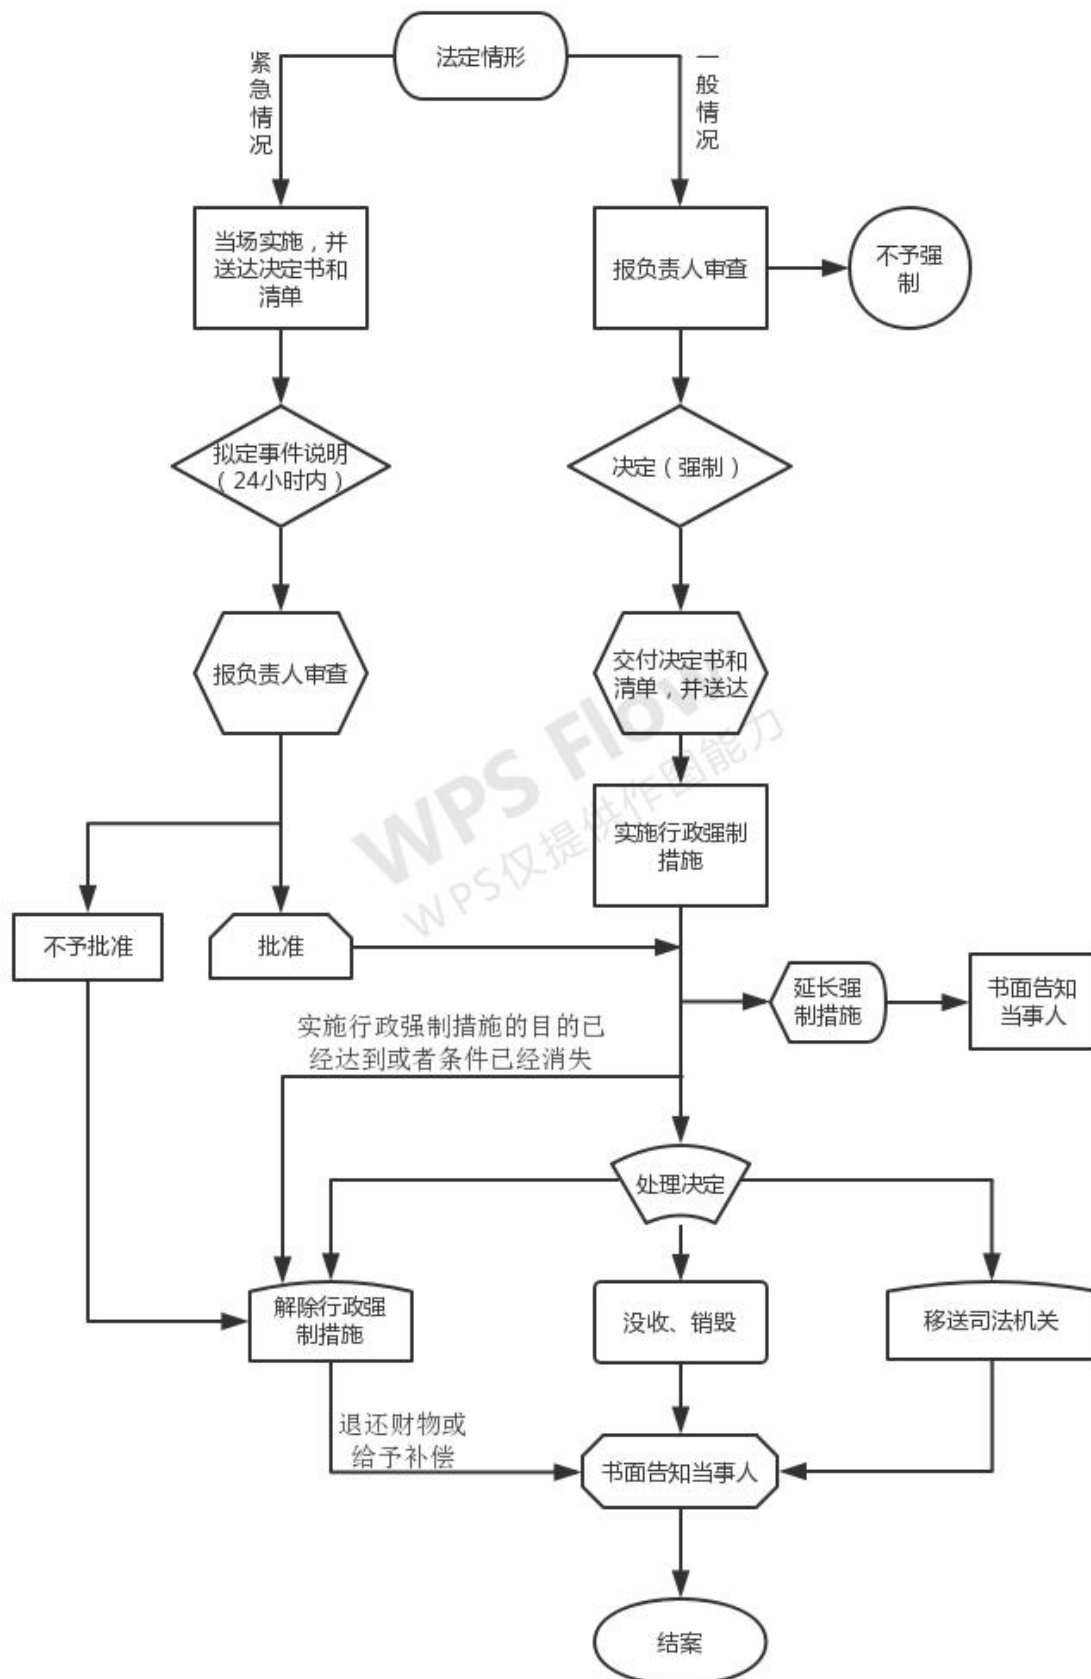 法定情形
紧急情况
一般情况
当场实施，并
送达决定书和
清单
报负责人审查
不予强
制
拟定事件说明
（24小时内）
决定（强制）
报负责人审查
交付决定书和
清单，并送达
WPS Flow
WPS仅提供作图能力
实施行政强制
措施
不予批准
批准
延长强
制措施
书面告知
当事人
实施行政强制措施的目的已
经达到或者条件已经消失
处理决定
解除行政强
制措施
没收、销毁
移送司法机关
退还财物或
给予补偿
书面告知当事人
结案